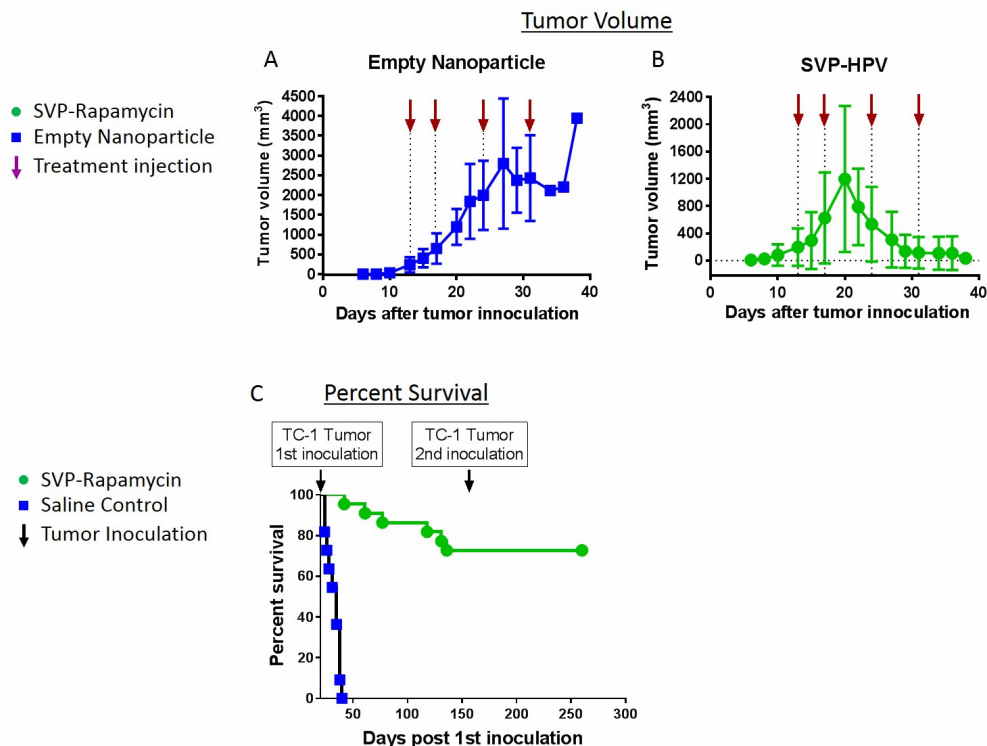 Tumor Volume
SVP-Rapamycin
Empty Nanoparticle
Treatment injection
A
Empty Nanoparticle
Tumor volume (mm³)
4500
4000
3500
3000
2500
2000
1500
1000
500
0
0 10 20 30 40
Days after tumor innoculation
B
SVP-HPV
Tumor volume (mm³)
2400
2000
1600
1200
800
400
0
0 10 20 30 40
Days after tumor innoculation
C
Percent Survival
TC-1 Tumor
1st inoculation
TC-1 Tumor
2nd inoculation
SVP-Rapamycin
Saline Control
Tumor Inoculation
Percent survival
100
80
60
40
20
0
50 100 150 200 250 300
Days post 1st inoculation